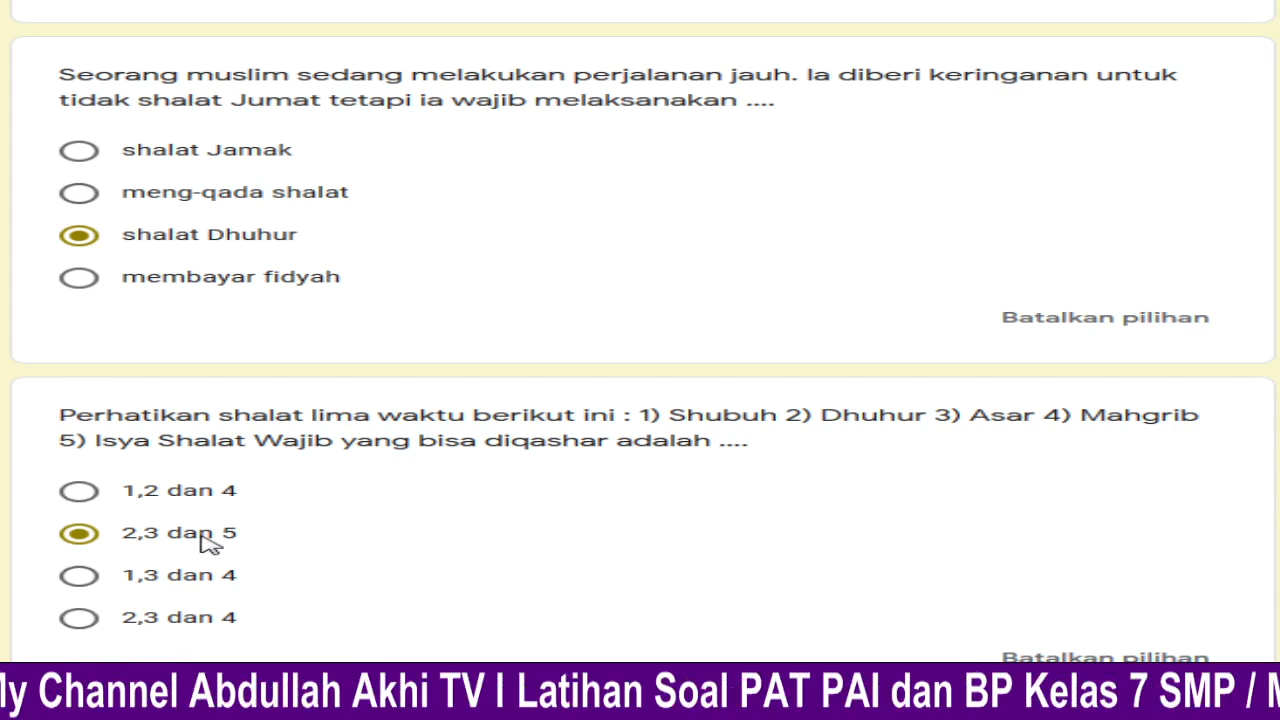 Seorang muslim sedang melakukan perjalanan jauh. Ia diberi keringanan untuk
tidak shalat Jumat tetapi ia wajib melaksanakan ....
shalat Jamak
meng-qada shalat
shalat Dhuhur
membayar fidyah
Batalkan pilihan
Perhatikan shalat lima waktu berikut ini : 1) Shubuh 2) Dhuhur 3) Asar 4) Mahgrib
5) Isya Shalat Wajib yang bisa diqashar adalah ....
1,2 dan 4
2,3 dan 5
1,3 dan 4
2,3 dan 4
Batalkan pilihan
My Channel Abdullah Akhi TV I Latihan Soal PAT PAI dan BP Kelas 7 SMP / M